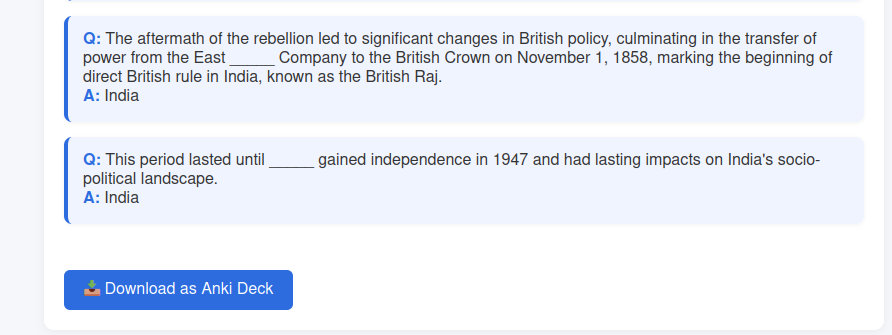 Q: The aftermath of the rebellion led to significant changes in British policy, culminating in the transfer of
power from the East _____ Company to the British Crown on November 1, 1858, marking the beginning of
direct British rule in India, known as the British Raj.
A: India
Q: This period lasted until _____ gained independence in 1947 and had lasting impacts on India's socio-
political landscape.
A: India
📥 Download as Anki Deck